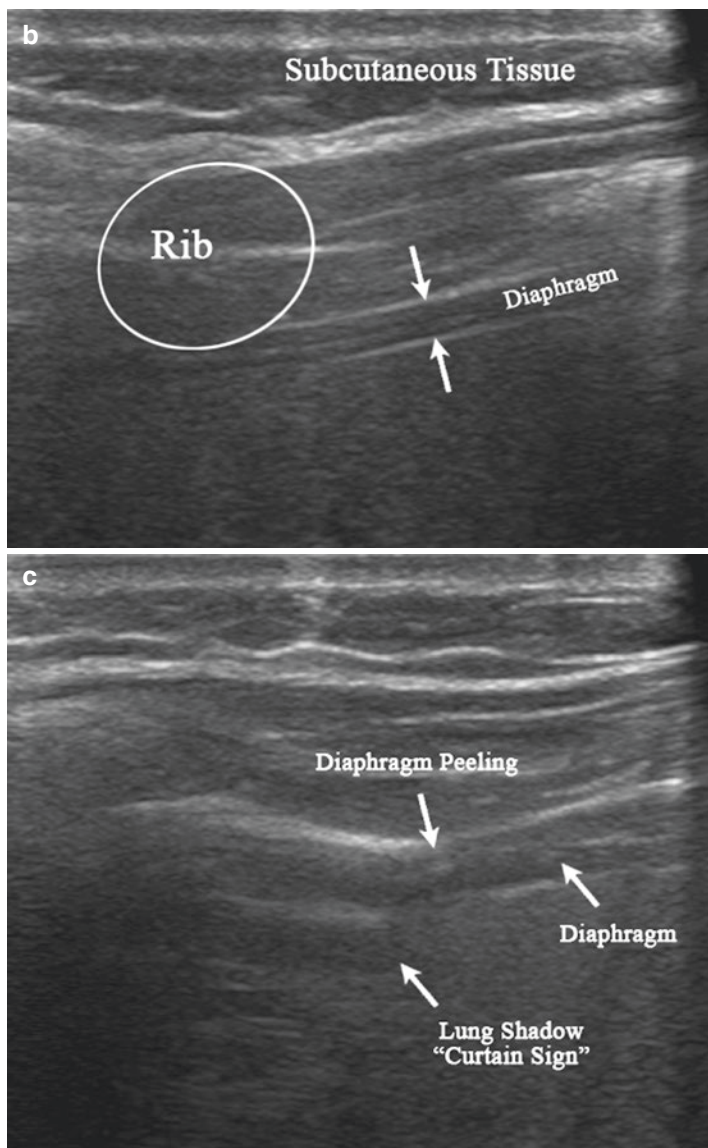 b
Subcutaneous Tissue
Rib
Diaphragm
c
Diaphragm Peeling
Diaphragm
Lung Shadow
“Curtain Sign”